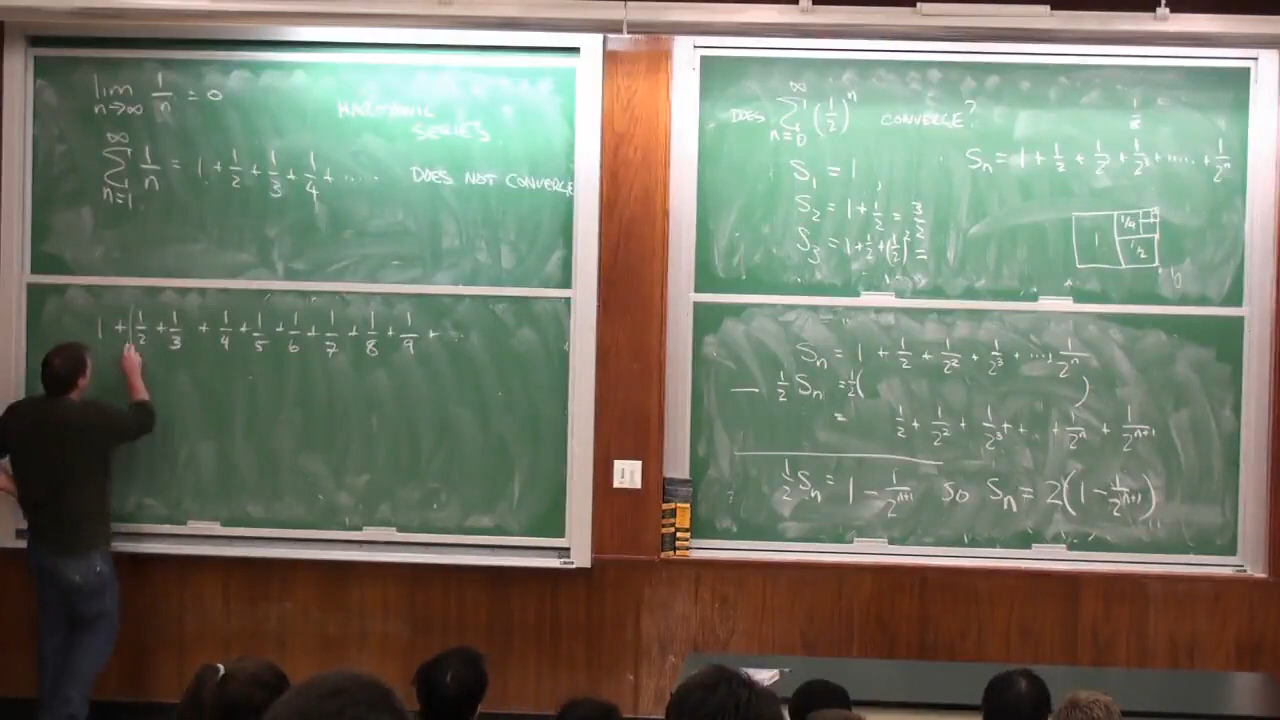 lim n→∞ 1/n = 0
HARMONIC
SERIES
∞ ∑ n=1 1/n = 1 + 1/2 + 1/3 + 1/4 + .... DOES NOT CONVERGE
1 + (1/2 + 1/3 + 1/4 + 1/5 + 1/6 + 1/7 + 1/8 + 1/9 + ...
DOES ∞ ∑ n=0 (1/2)^n CONVERGE?
1/8
S_n = 1 + 1/2 + 1/2 + 1/2^3 + .... + 1/2^n
S_1 = 1
S_2 = 1 + 1/2 = 3/2
S_3 = 1 + 1/2 + (1/2)^2 =
1 1/4
1/2
S_n = 1 + 1/2 + 1/2^2 + 1/2^3 + ... + 1/2^n
— 1/2 S_n = 1/2( )
= 1/2 + 1/2^2 + 1/2^3 + ... + 1/2^n + 1/2^{n+1}
1/2 S_n = 1 - 1/2^{n+1} SO S_n = 2(1 - 1/2^{n+1})